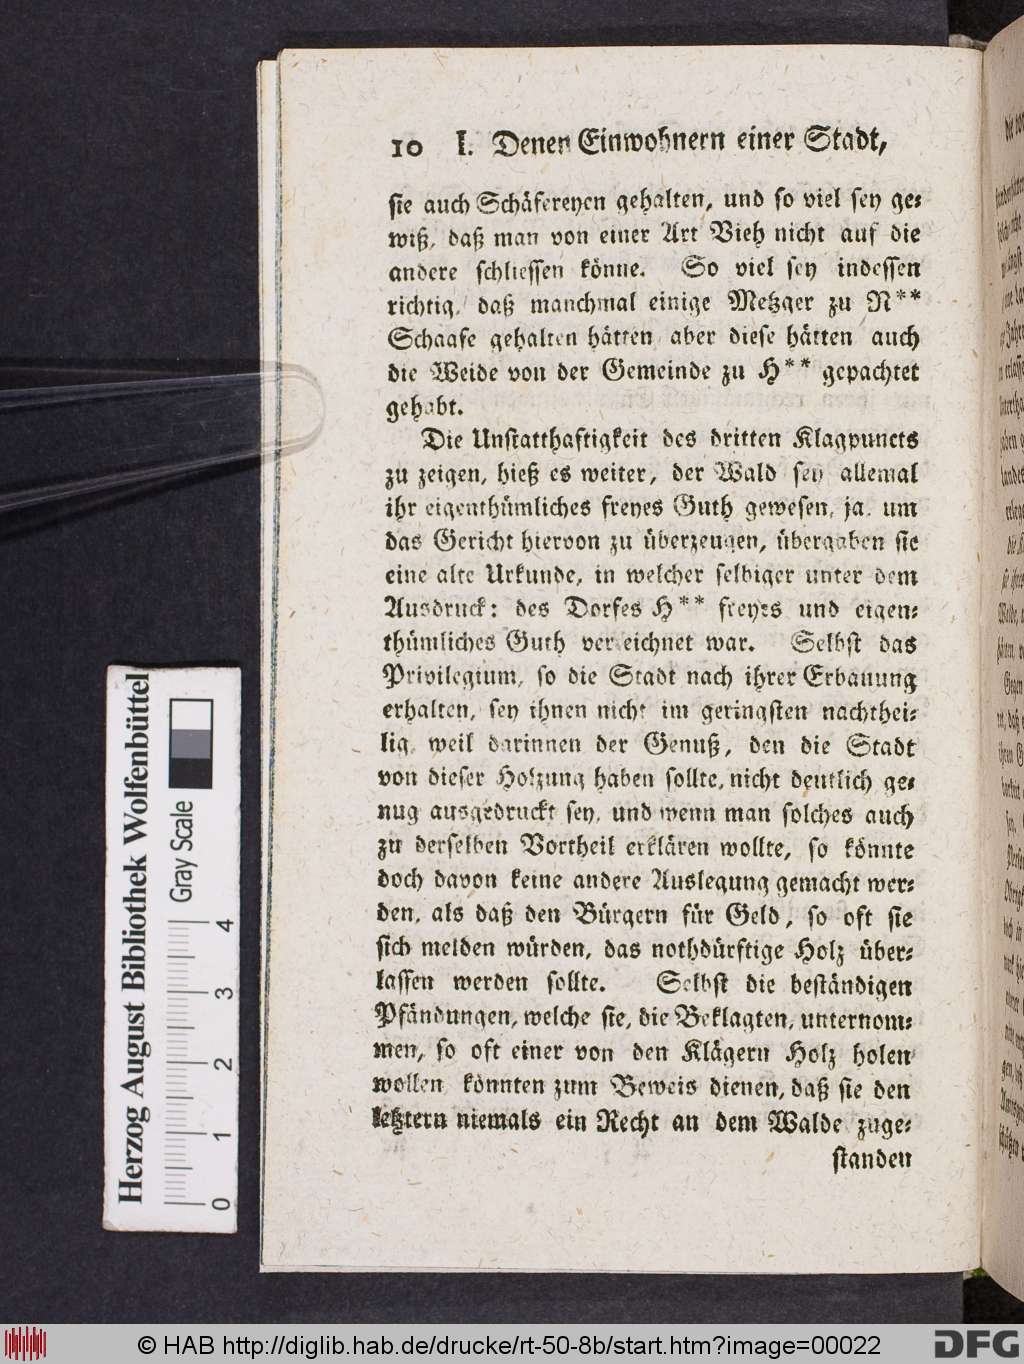 10 I. Denen Einwohnern einer Stadt,
sie auch Schäfereyen gehalten, und so viel sey ge-
wiß, daß man von einer Art Vieh nicht auf die
andere schliessen könne. So viel sey indessen
richtig, daß manchmal einige Metzger zu N**
Schaafe gehalten hätten, aber diese hätten auch
die Weide von der Gemeinde zu H** gepachtet
gehabt.
Die Unstatthaftigkeit des dritten Klagpuncts
zu zeigen, hieß es weiter, der Wald sey allemal
ihr eigenthümliches freyes Guth gewesen, ja, um
das Gericht hiervon zu überzeugen, übergaben sie
eine alte Urkunde, in welcher selbiger unter dem
Ausdruck: des Dorfes H** freyes und eigen-
thümliches Guth verzeichnet war. Selbst das
Privilegium, so die Stadt nach ihrer Erbauung
erhalten, sey ihnen nicht im geringsten nachthei-
lig, weil darinnen der Genuß, den die Stadt
von dieser Holzung haben sollte, nicht deutlich ge-
nug ausgedruckt sey, und wenn man solches auch
zu derselben Vortheil erklären wollte, so könnte
doch davon keine andere Auslegung gemacht wer-
den, als daß den Bürgern für Geld, so oft sie
sich melden würden, das nothdürftige Holz über-
lassen werden sollte. Selbst die beständigen
Pfändungen, welche sie, die Beklagten, unternom-
men, so oft einer von den Klägern Holz holen
wollen könnten zum Beweis dienen, daß sie den
letztern niemals ein Recht an dem Walde zuge-
standen
Herzog August Bibliothek Wolfenbüttel
Gray Scale
0 1 2 3 4
© HAB http://diglib.hab.de/drucke/rt-50-8b/start.htm?image=00022
DFG